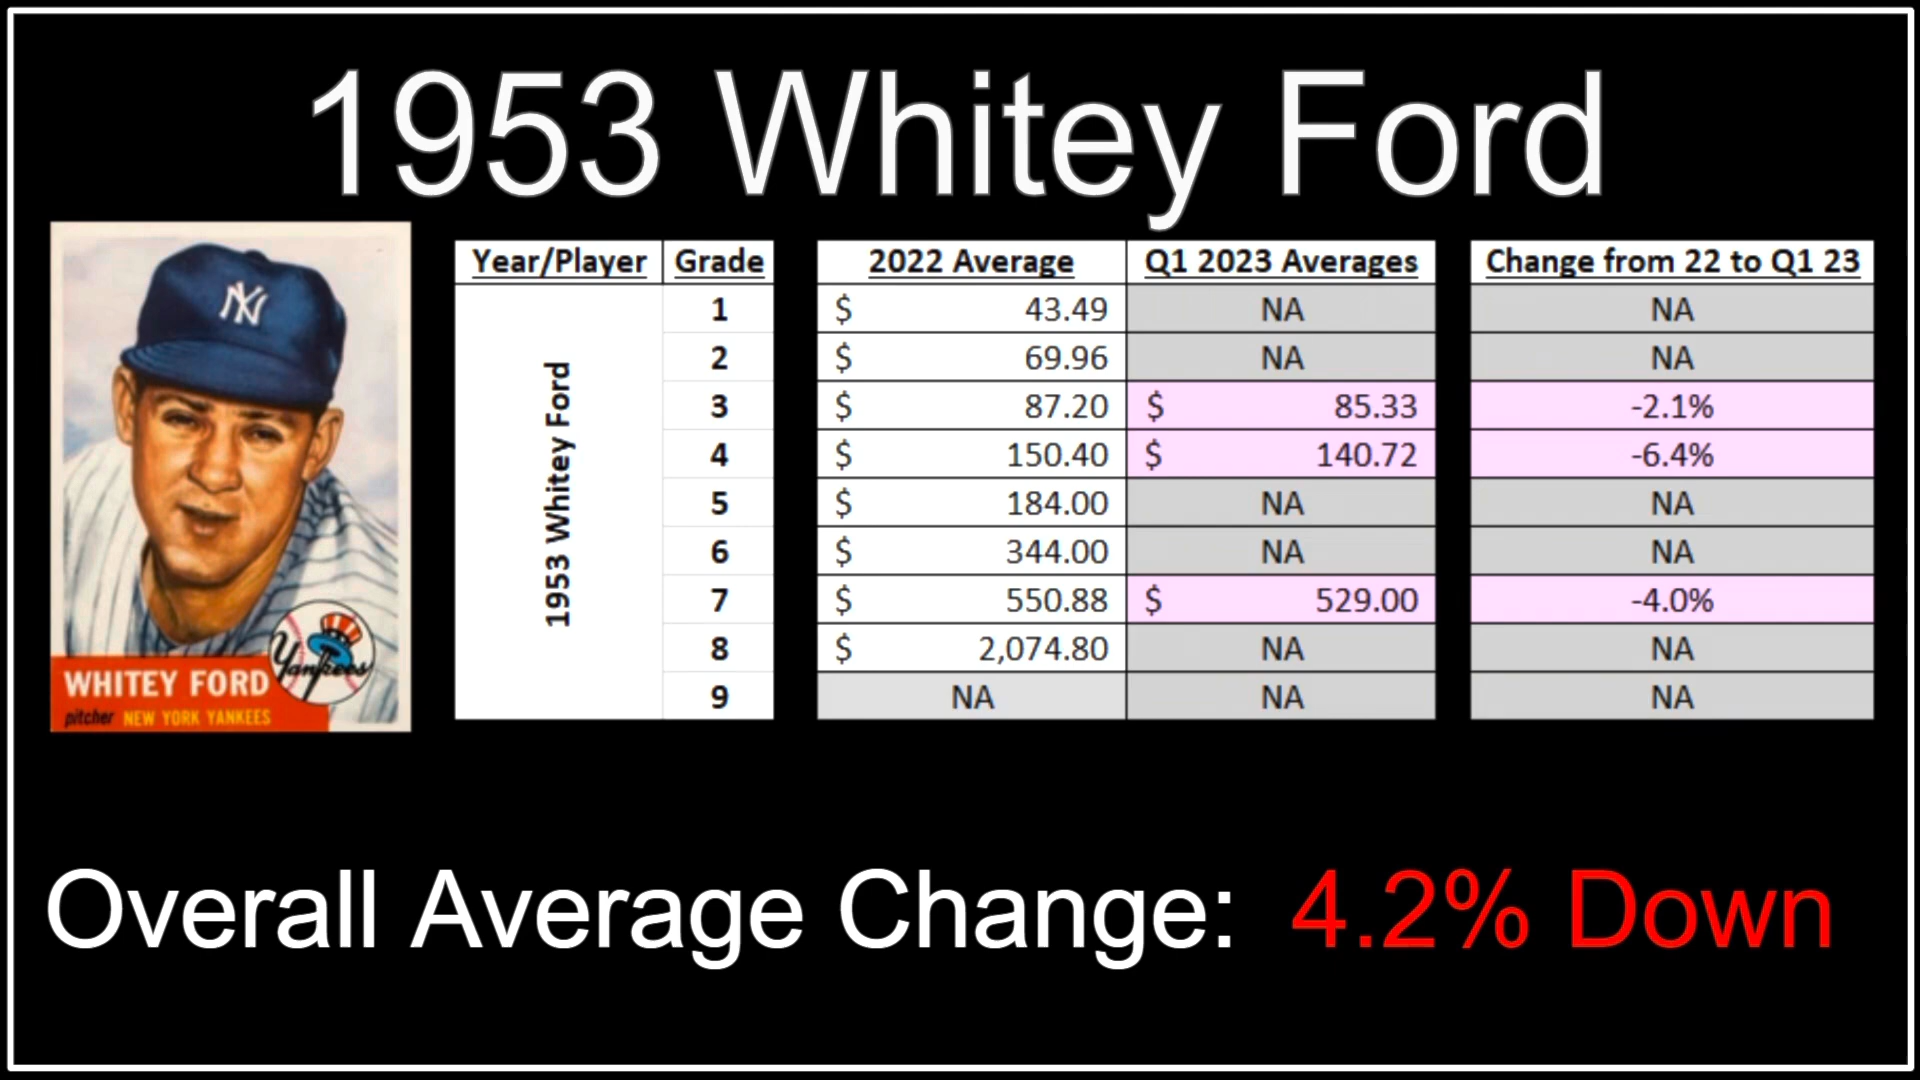 1953 Whitey Ford
NY
WHITEY FORD
pitcher NEW YORK YANKEES
Yankees
Year/Player Grade 2022 Average Q1 2023 Averages Change from 22 to Q1 23
1953 Whitey Ford
1 $ 43.49 NA NA
2 $ 69.96 NA NA
3 $ 87.20 $ 85.33 -2.1%
4 $ 150.40 $ 140.72 -6.4%
5 $ 184.00 NA NA
6 $ 344.00 NA NA
7 $ 550.88 $ 529.00 -4.0%
8 $ 2,074.80 NA NA
9 NA NA NA
Overall Average Change: 4.2% Down